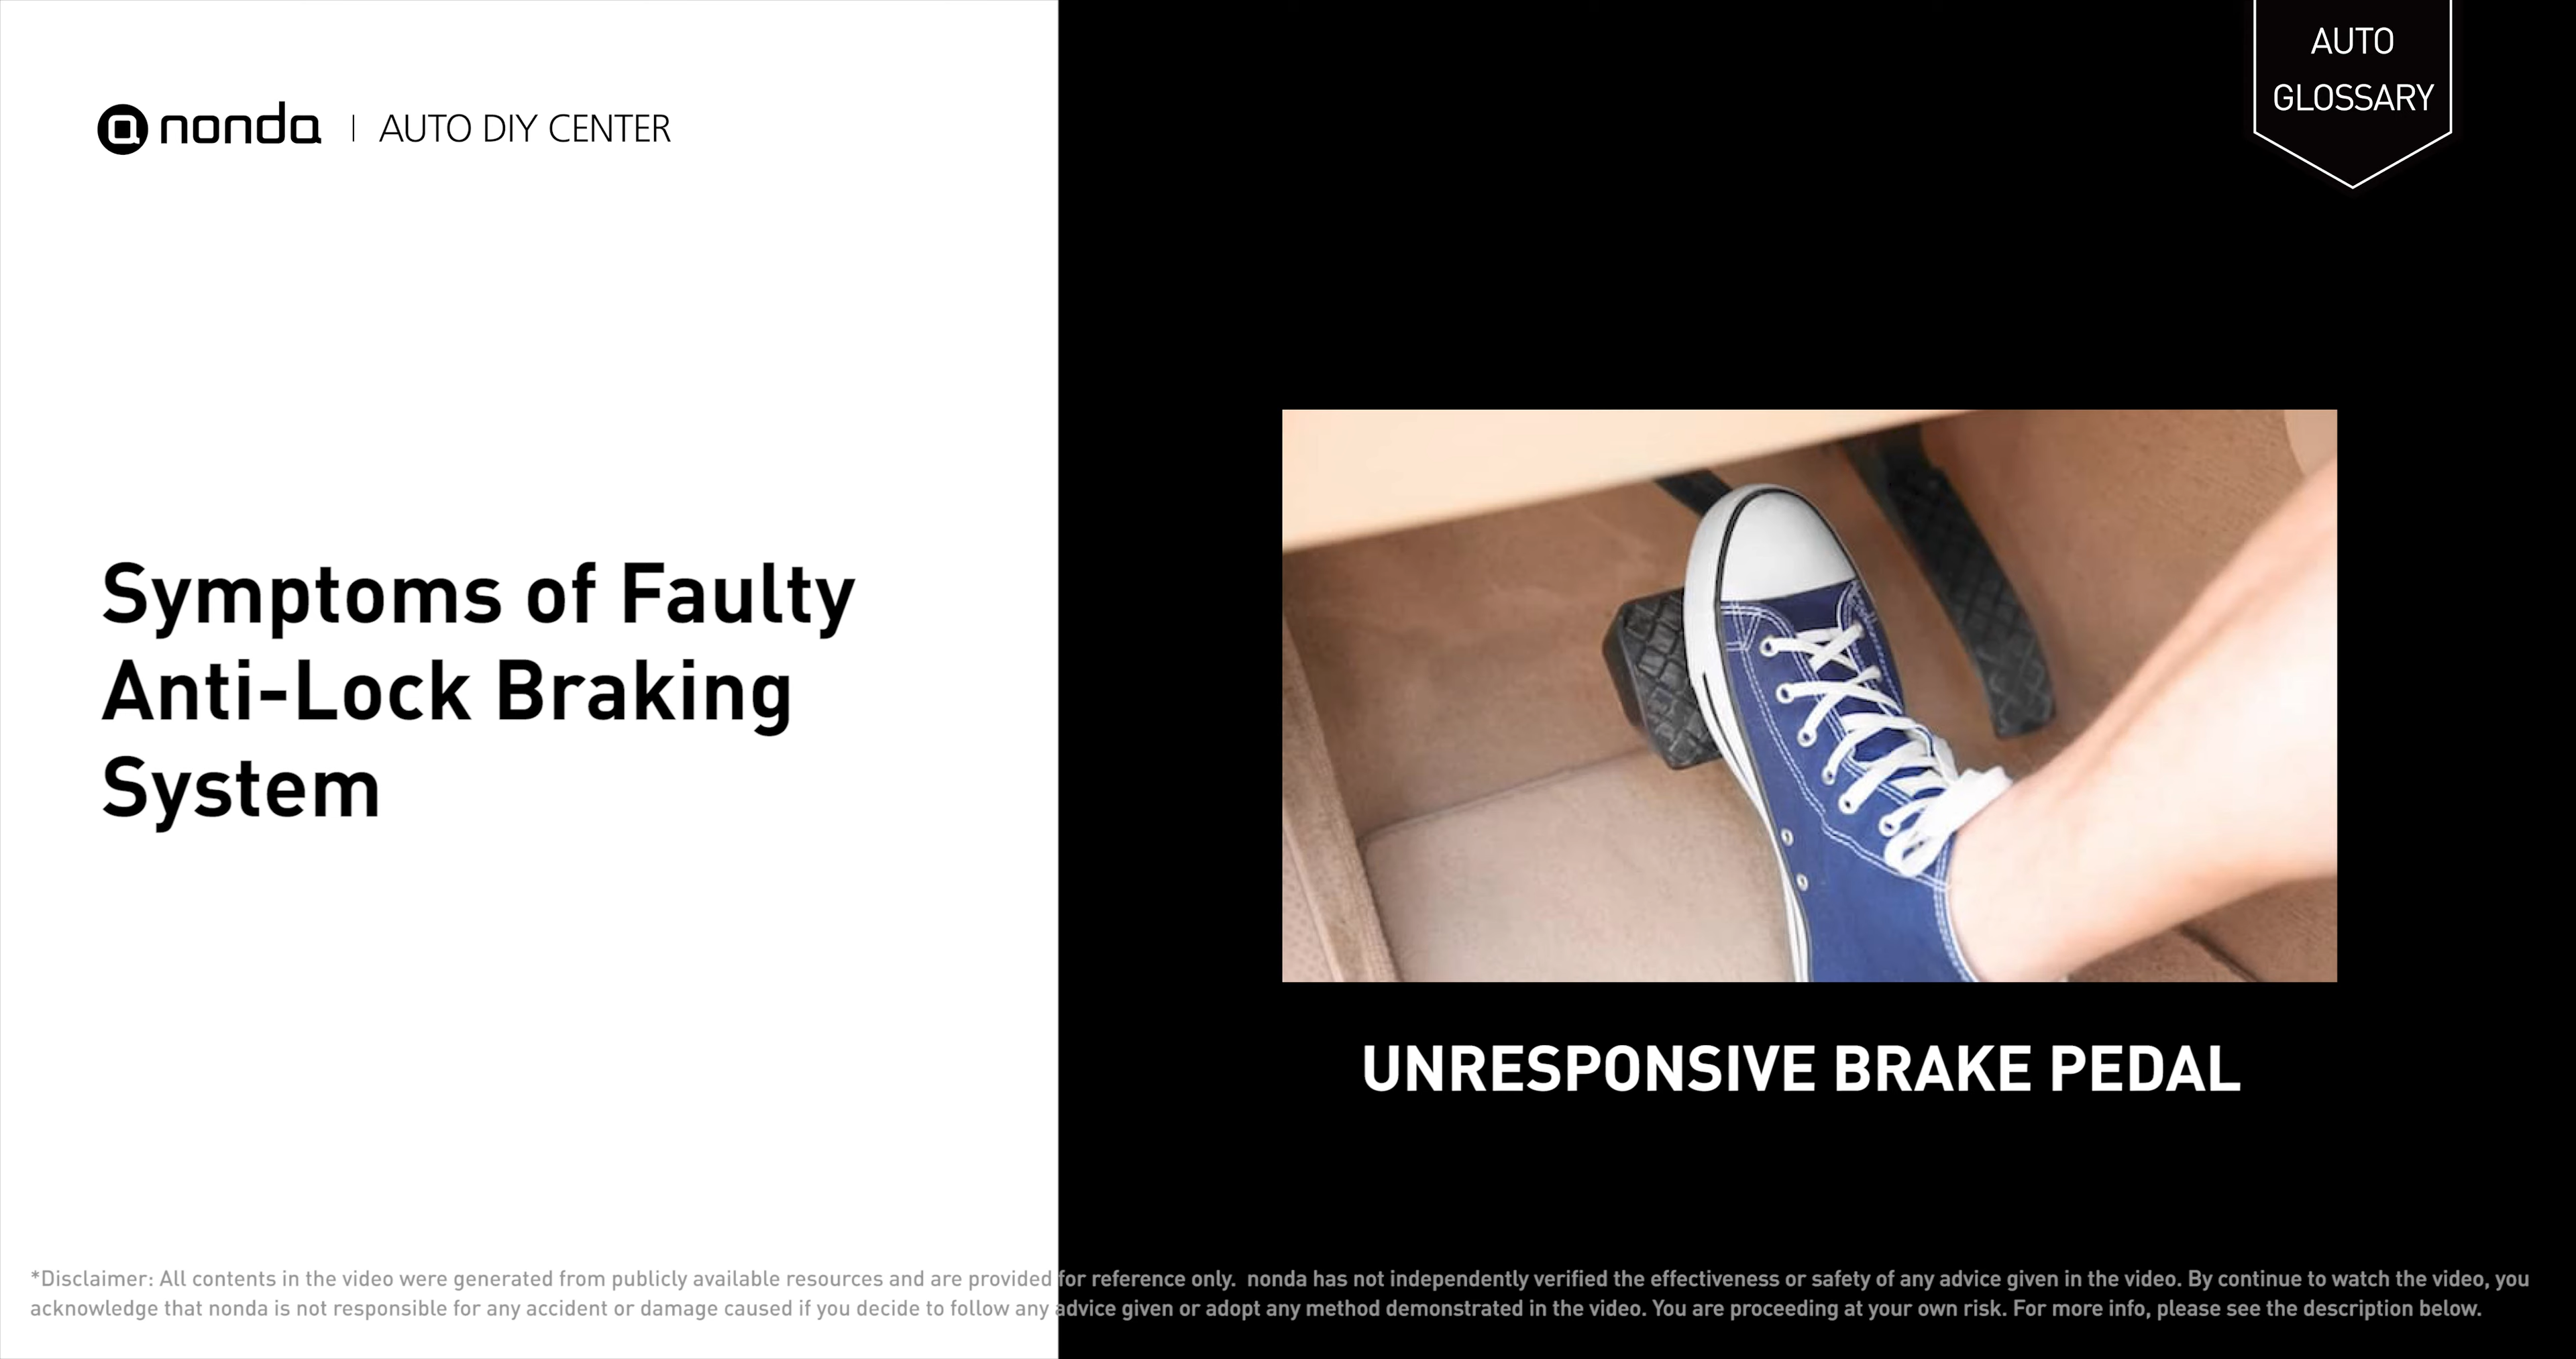 nonda | AUTO DIY CENTER
AUTO
GLOSSARY
Symptoms of Faulty
Anti-Lock Braking
System
UNRESPONSIVE BRAKE PEDAL
*Disclaimer: All contents in the video were generated from publicly available resources and are provided for reference only.  nonda has not independently verified the effectiveness or safety of any advice given in the video. By continue to watch the video, you
acknowledge that nonda is not responsible for any accident or damage caused if you decide to follow any advice given or adopt any method demonstrated in the video. You are proceeding at your own risk. For more info, please see the description below.